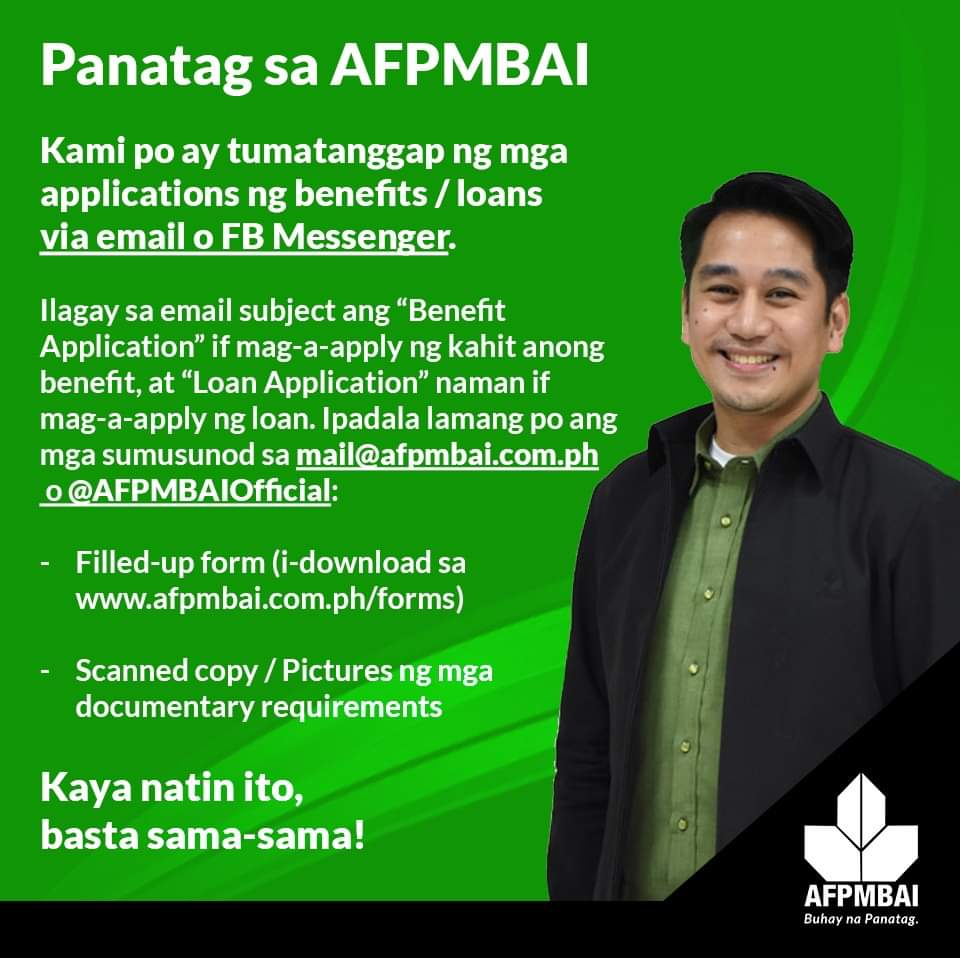 Panatag sa AFPMBAI
Kami po ay tumatanggap ng mga
applications ng benefits / loans
via email o FB Messenger.
Ilagay sa email subject ang “Benefit
Application” if mag-a-apply ng kahit anong
benefit, at “Loan Application” naman if
mag-a-apply ng loan. Ipadala lamang po ang
mga sumusunod sa mail@afpmbai.com.ph
o @AFPMBAIOfficial:
- Filled-up form (i-download sa
www.afpmbai.com.ph/forms)
- Scanned copy / Pictures ng mga
documentary requirements
Kaya natin ito,
basta sama-sama!
AFPMBAI
Buhay na Panatag.